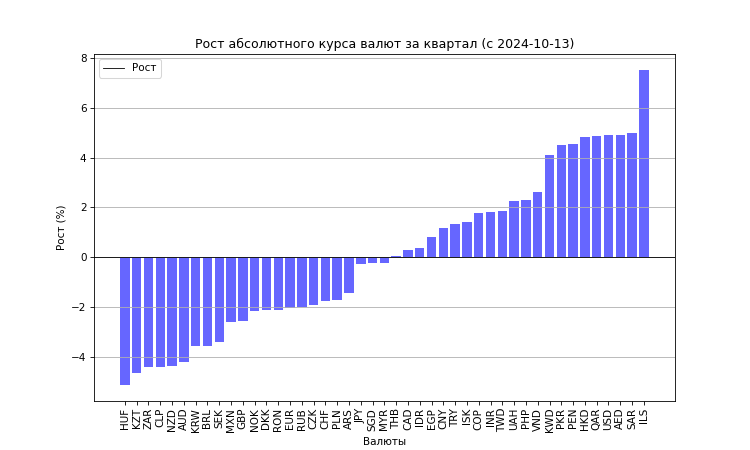 Рост абсолютного курса валют за квартал (с 2024-10-13)
Рост
8
6
4
2
0
−2
−4
Рост (%)
HUF
KZT
ZAR
CLP
NZD
AUD
KRW
BRL
SEK
MXN
GBP
NOK
DKK
RON
EUR
RUB
CZK
CHF
PLN
ARS
JPY
SGD
MYR
THB
CAD
IDR
EGP
CNY
TRY
ISK
COP
INR
TWD
UAH
PHP
VND
KWD
PKR
PEN
HKD
QAR
USD
AED
SAR
ILS
Валюты